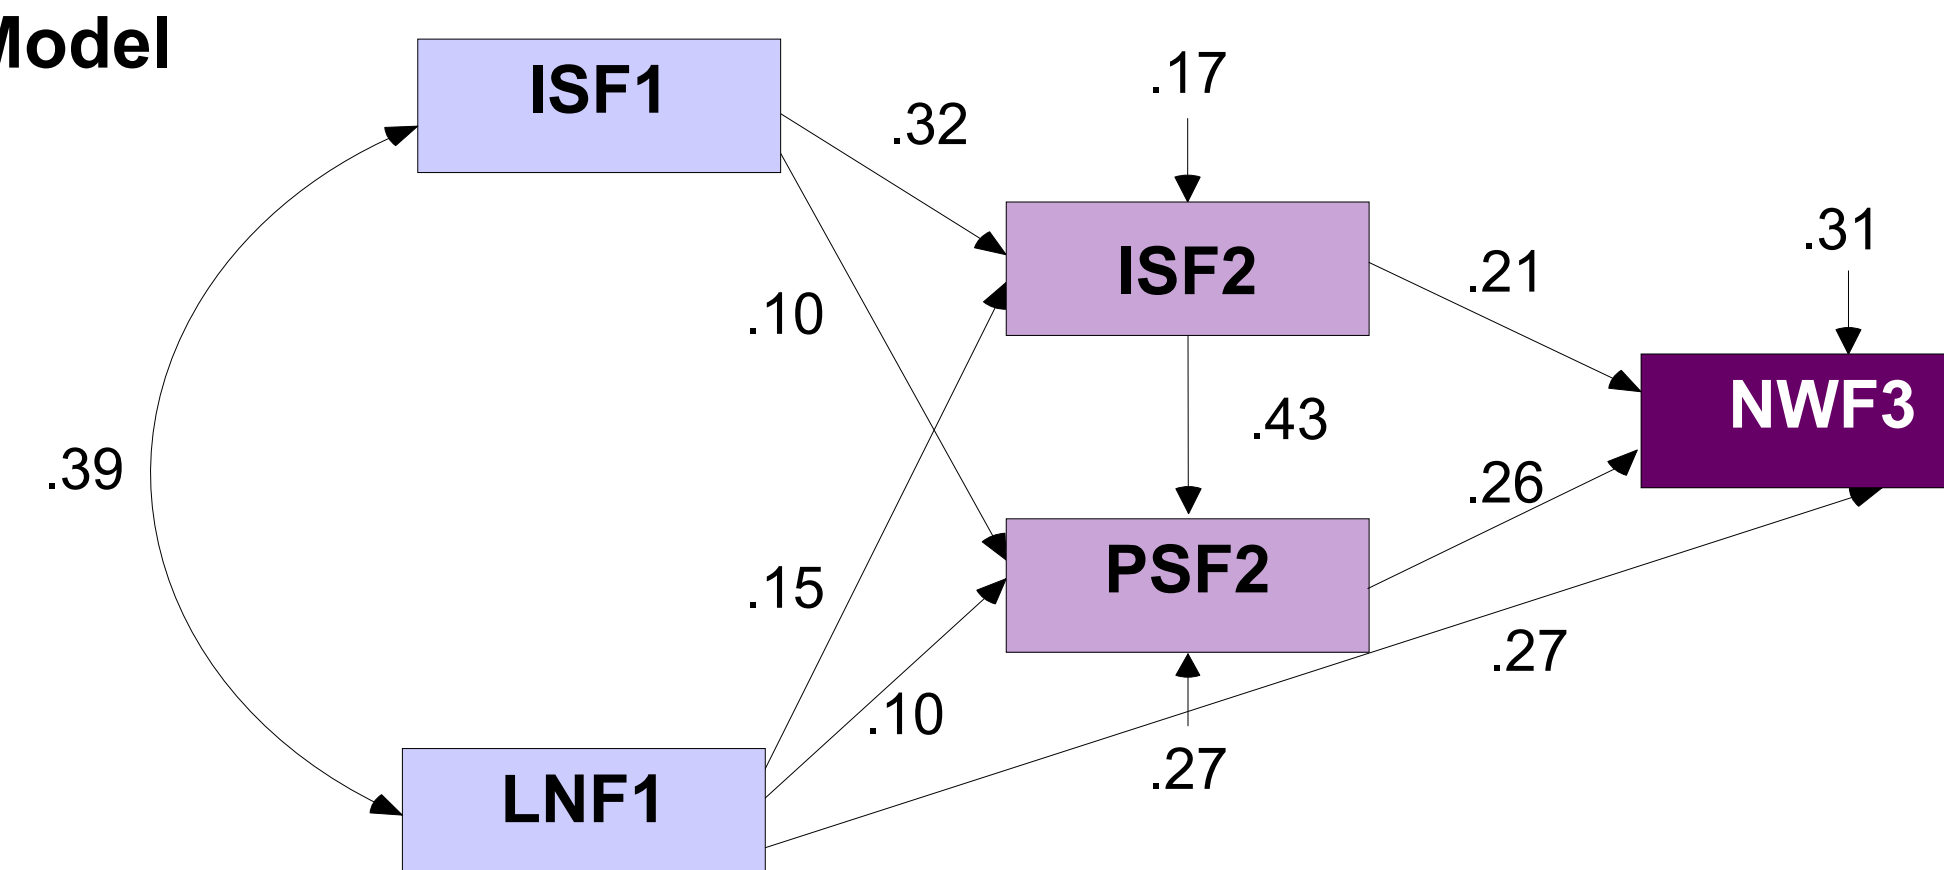 Model
ISF1
.17
.32
.31
ISF2
.21
.10
NWF3
.43
.39
.26
PSF2
.15
.27
.10
.27
LNF1